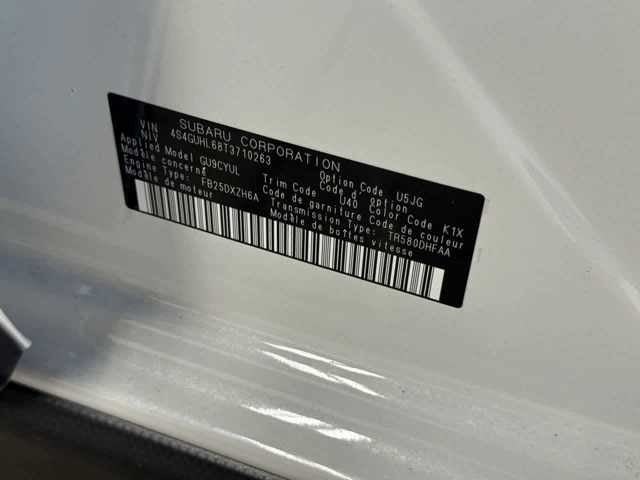 SUBARU CORPORATION
VIN
NIV 4S4GUHL68T3710263
Applied Model GU9CYUL Option Code U5JG
Modèle concerné Code d'option
Engine Type FB25DXZH6A Trim Code U40 Color Code K1X
Modèle de moteur Code de garniture Code de couleur
Transmission Type: TR580DHFAA
Modèle de boîtes vitesse